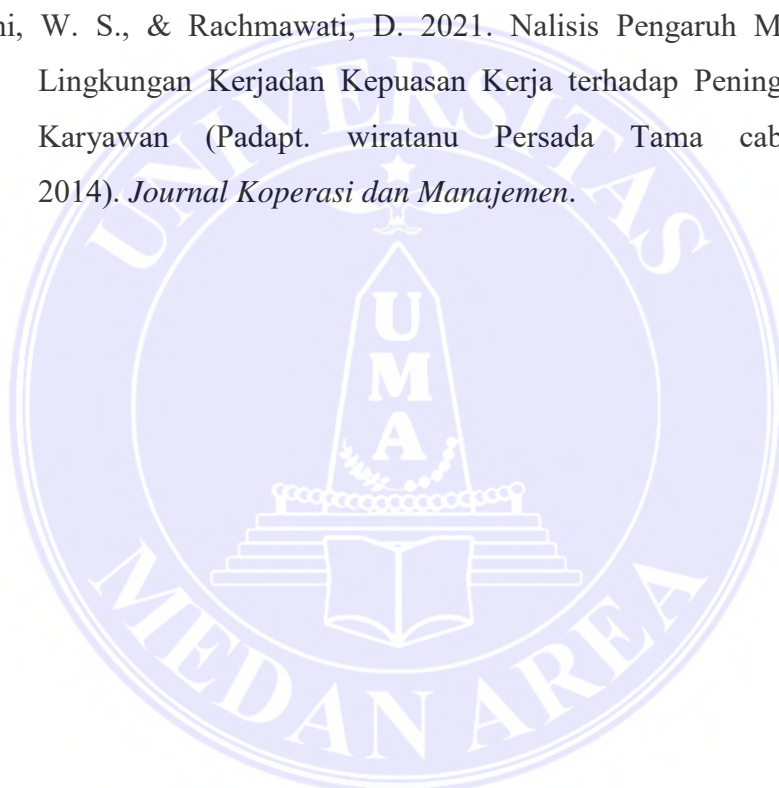 ni, W. S., & Rachmawati, D. 2021. Nalisis Pengaruh M
Lingkungan Kerjadan Kepuasan Kerja terhadap Pening
Karyawan (Padapt. wiratanu Persada Tama cab
2014). Journal Koperasi dan Manajemen.
UNIVERSITAS
U
M
A
MEDAN AREA